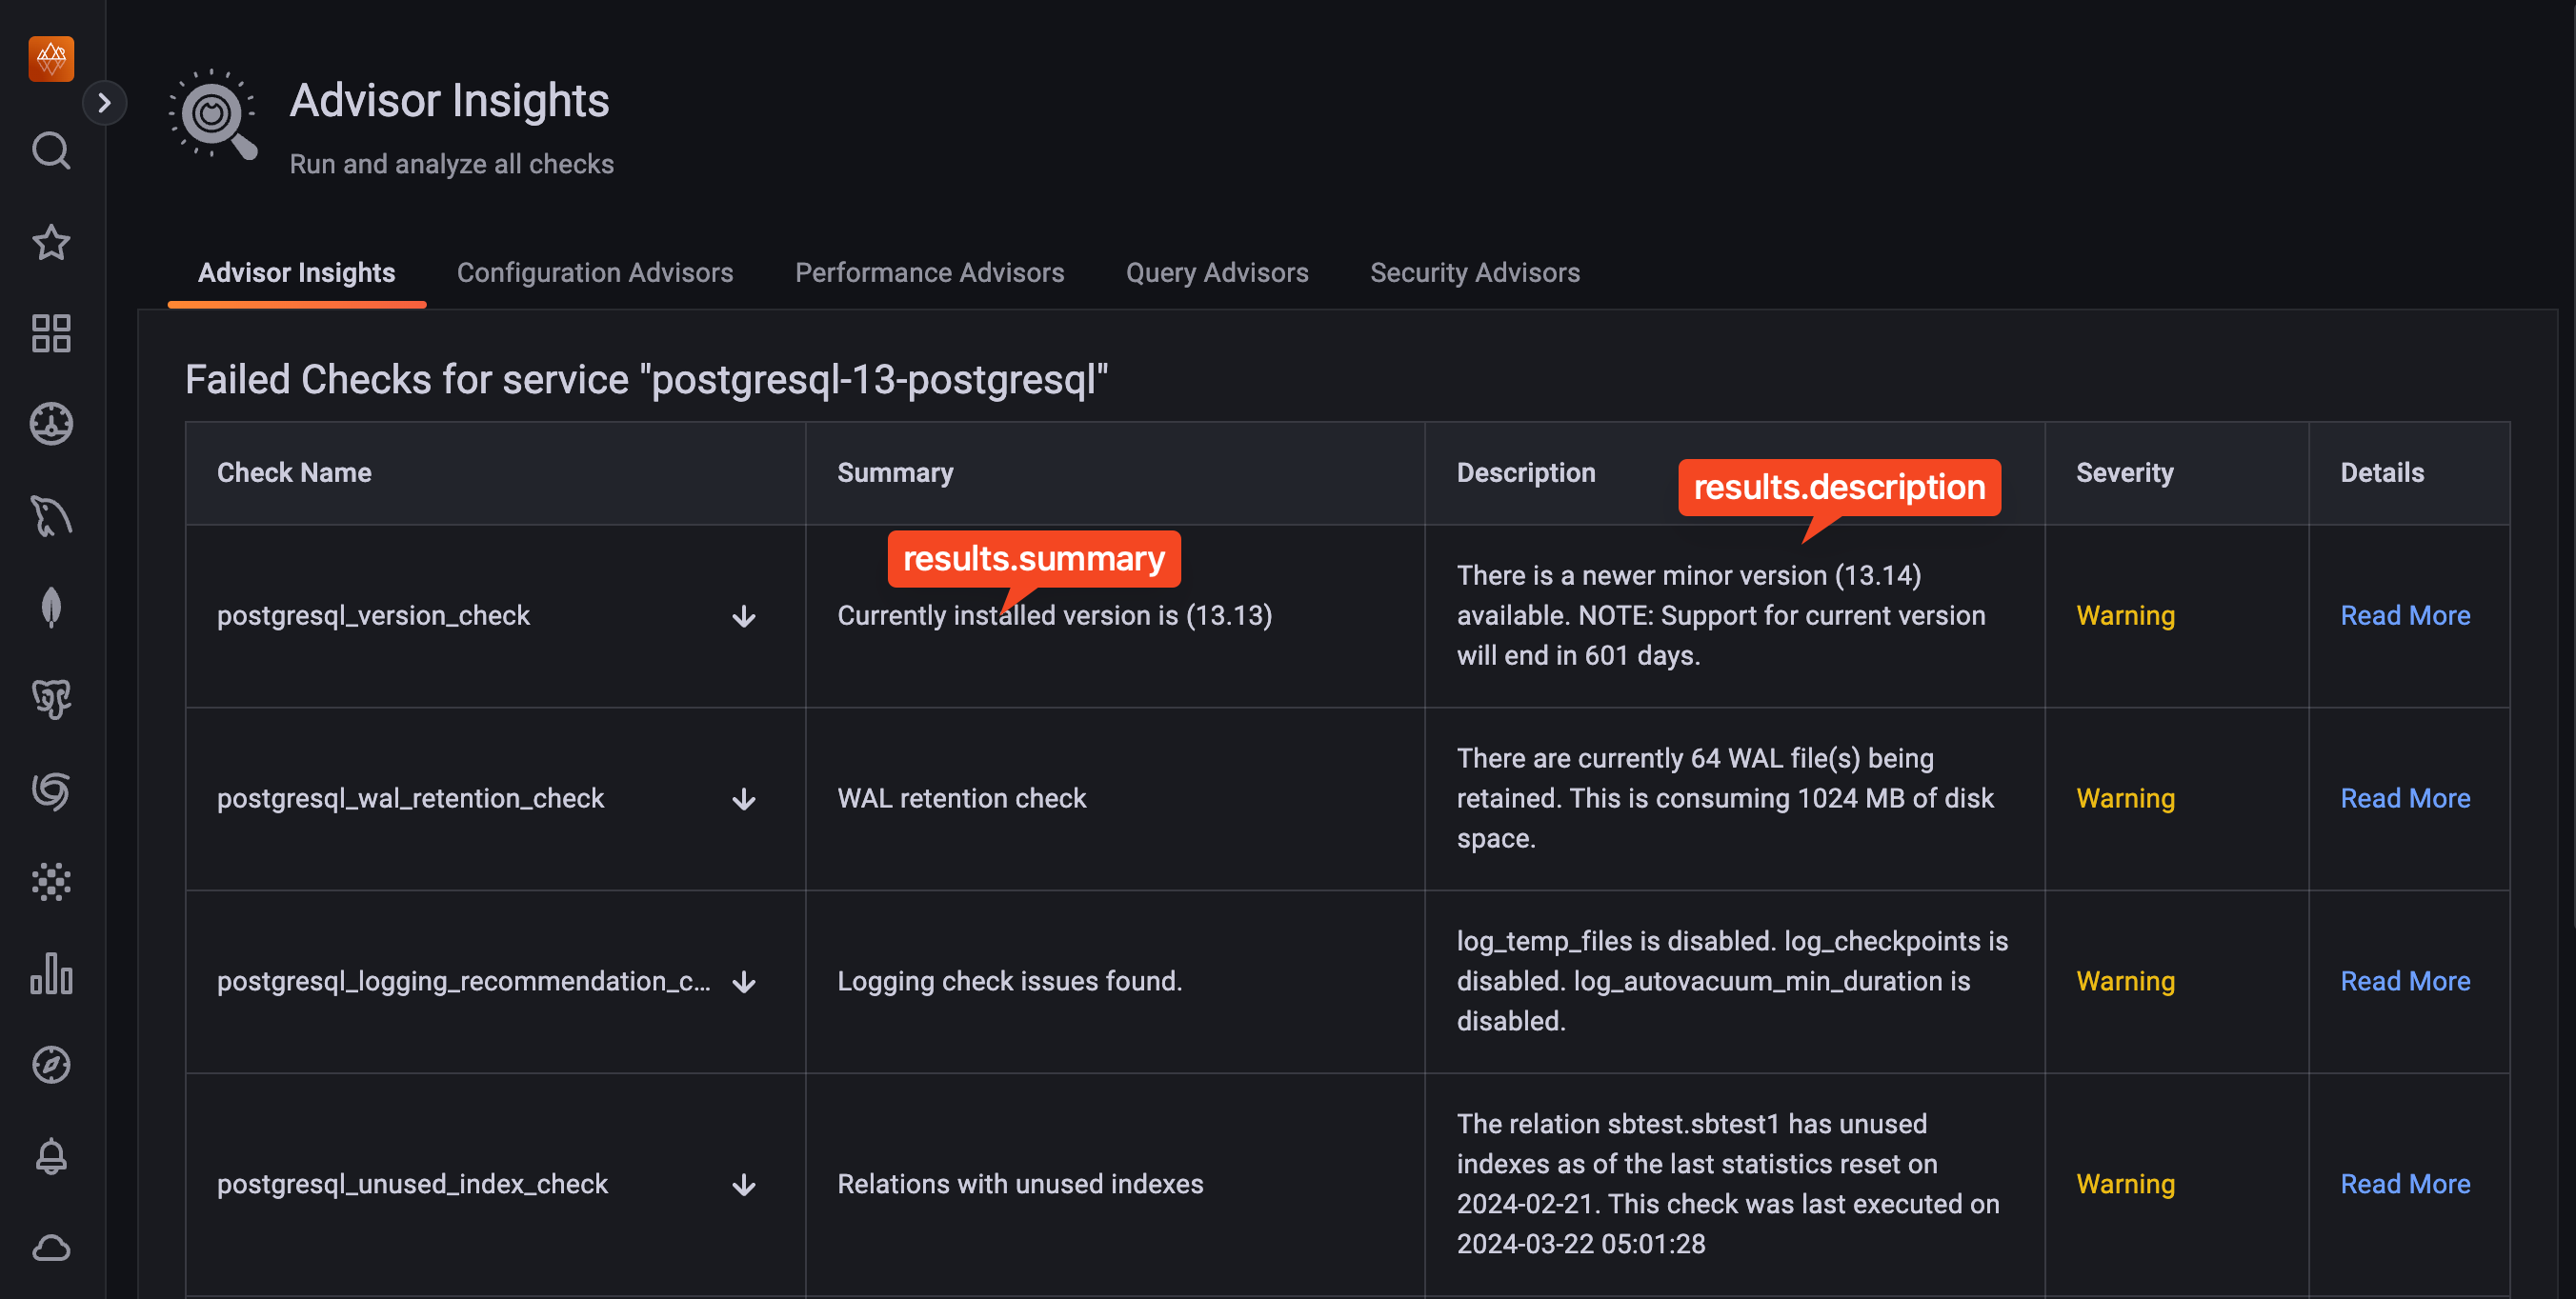 Advisor Insights
Run and analyze all checks
Advisor Insights
Configuration Advisors
Performance Advisors
Query Advisors
Security Advisors
Failed Checks for service "postgresql-13-postgresql"
Check Name
Summary
Description
results.description
Severity
Details
results.summary
postgresql_version_check
Currently installed version is (13.13)
There is a newer minor version (13.14)
available. NOTE: Support for current version
will end in 601 days.
Warning
Read More
postgresql_wal_retention_check
WAL retention check
There are currently 64 WAL file(s) being
retained. This is consuming 1024 MB of disk
space.
Warning
Read More
postgresql_logging_recommendation_c...
Logging check issues found.
log_temp_files is disabled. log_checkpoints is
disabled. log_autovacuum_min_duration is
disabled.
Warning
Read More
postgresql_unused_index_check
Relations with unused indexes
The relation sbtest.sbtest1 has unused
indexes as of the last statistics reset on
2024-02-21. This check was last executed on
2024-03-22 05:01:28
Warning
Read More